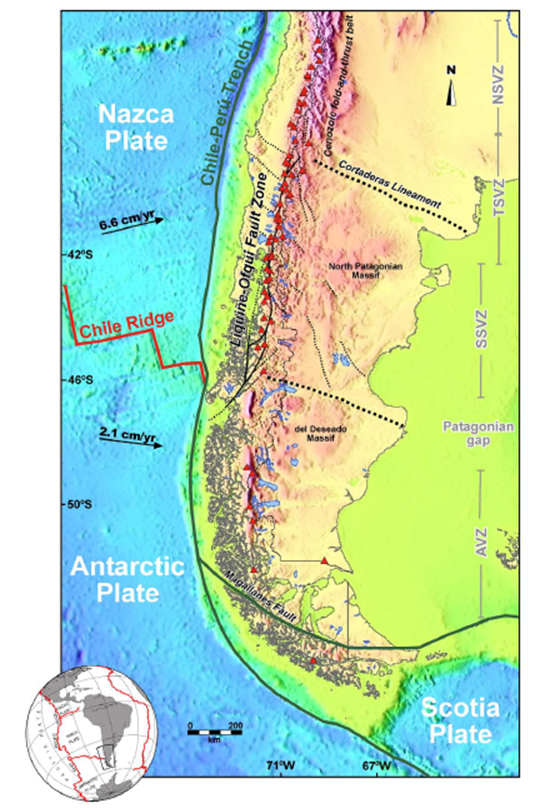 Nazca
Plate
Chile-Perú Trench
Cenozoic fold-and-thrust belt
N
NSVZ
Cortaderas Lineament
TSVZ
6.6 cm/yr
Liquiñe-Ofqui Fault Zone
42°S
North Patagonian
Massif
Chile Ridge
SSVZ
46°S
2.1 cm/yr
del Deseado
Massif
Patagonian
gap
50°S
AVZ
Antarctic
Plate
Magallanes Fault
Scotia
Plate
0 200
km
71°W 67°W